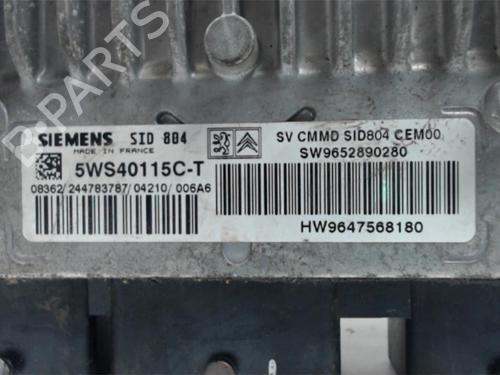 B-PARTS
SIEMENS SID 804
MADE IN FRANCE
5WS40115C-T
08362/244783787/04210/006A6
SV CMMD SID804 CEM00
SW9652890280
HW9647568180